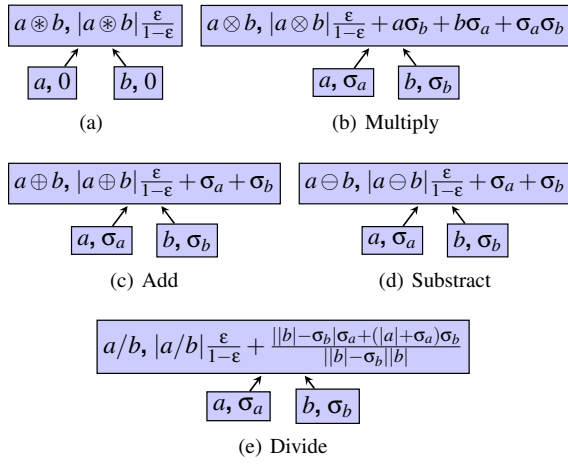 a ⊛ b, |a ⊛ b| ε/(1−ε)
a, 0 b, 0
(a)
a ⊗ b, |a ⊗ b| ε/(1−ε) + aσ_b + bσ_a + σ_aσ_b
a, σ_a b, σ_b
(b) Multiply
a ⊕ b, |a ⊕ b| ε/(1−ε) + σ_a + σ_b
a, σ_a b, σ_b
(c) Add
a ⊖ b, |a ⊖ b| ε/(1−ε) + σ_a + σ_b
a, σ_a b, σ_b
(d) Substract
a/b, |a/b| ε/(1−ε) + (||b|−σ_b|σ_a+(|a|+σ_a)σ_b)/(||b|−σ_b||b|)
a, σ_a b, σ_b
(e) Divide